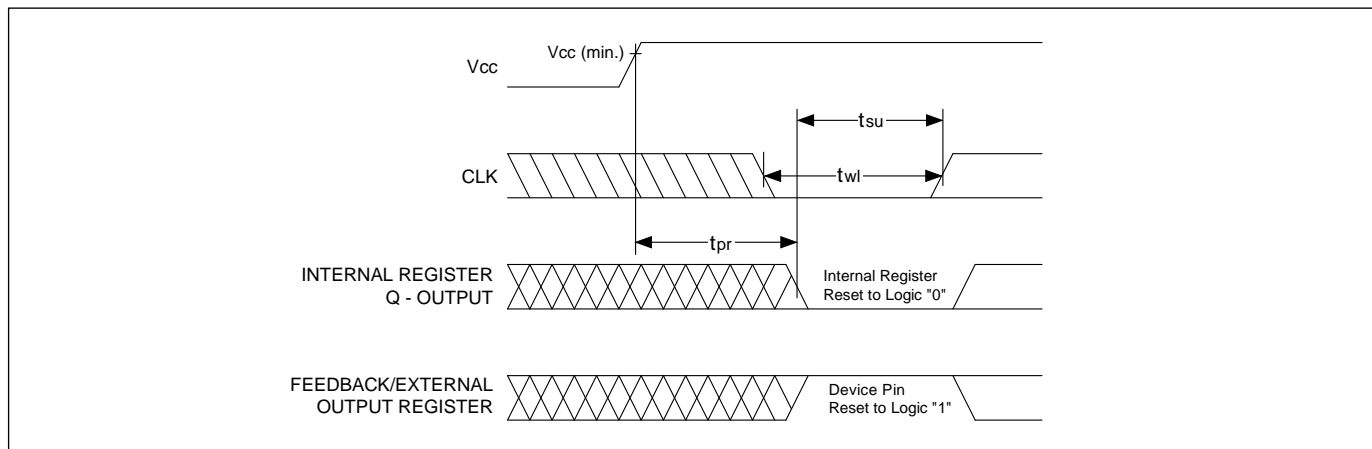 Vcc
Vcc (min.)
tsu
CLK
twl
tpr
INTERNAL REGISTER
Q - OUTPUT
Internal Register
Reset to Logic "0"
FEEDBACK/EXTERNAL
OUTPUT REGISTER
Device Pin
Reset to Logic "1"